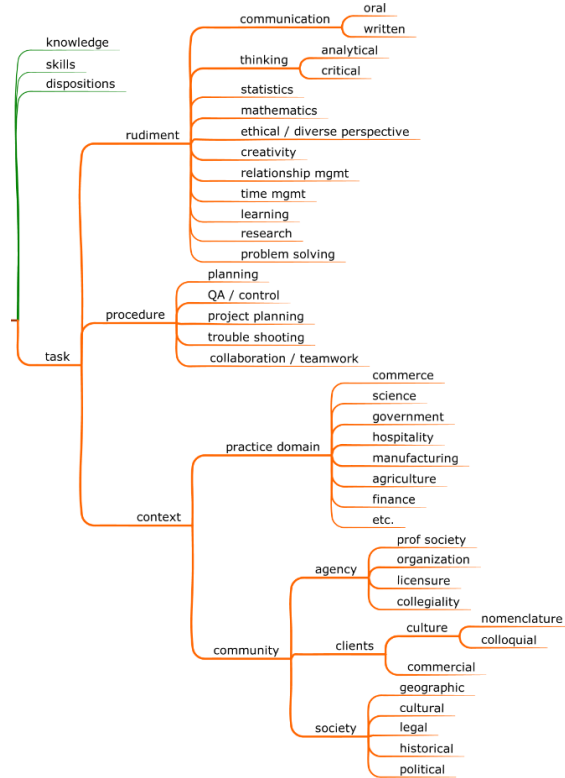 oral
communication
written
knowledge
analytical
skills
thinking
critical
dispositions
statistics
mathematics
rudiment
ethical / diverse perspective
creativity
relationship mgmt
time mgmt
learning
research
problem solving
planning
QA / control
procedure
project planning
trouble shooting
task
collaboration / teamwork
commerce
science
government
hospitality
practice domain
manufacturing
agriculture
finance
context
etc.
prof society
organization
agency
licensure
collegiality
nomenclature
culture
colloquial
clients
community
commercial
geographic
cultural
society
legal
historical
political